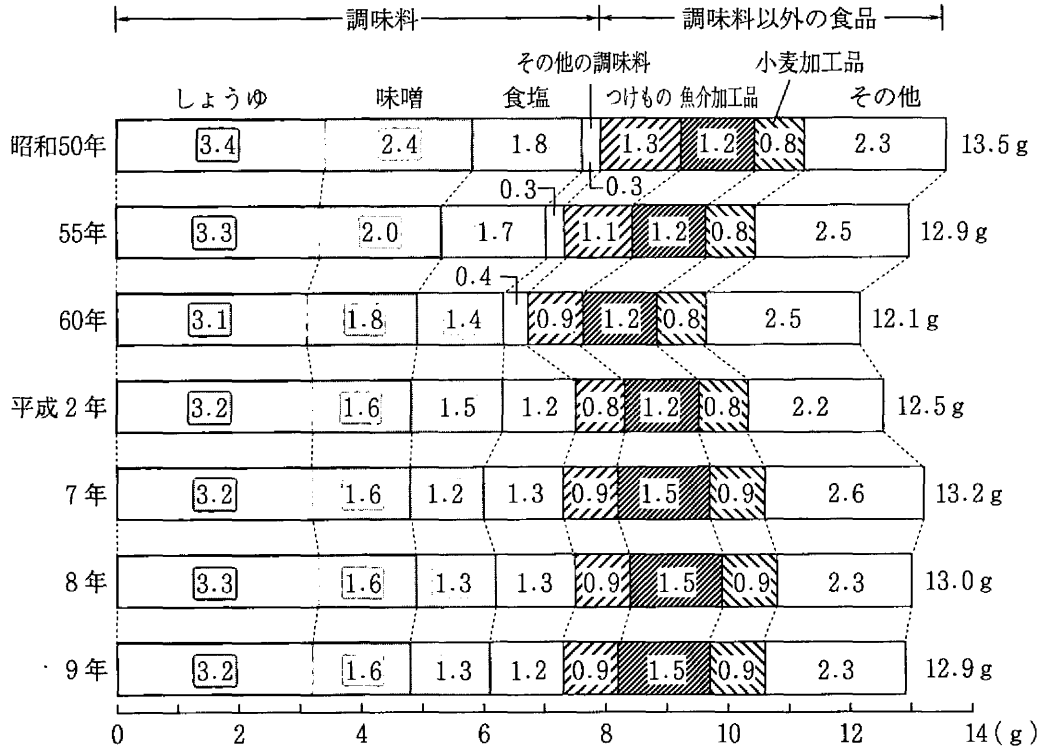 調味料 調味料以外の食品
その他の調味料 小麦加工品
しょうゆ 味噌 食塩 つけもの 魚介加工品 その他
昭和50年 3.4 2.4 1.8 1.3 1.2 0.8 2.3 13.5g
0.3 0.3
55年 3.3 2.0 1.7 1.1 1.2 0.8 2.5 12.9g
0.4
60年 3.1 1.8 1.4 0.9 1.2 0.8 2.5 12.1g
平成2年 3.2 1.6 1.5 1.2 0.8 1.2 0.8 2.2 12.5g
7年 3.2 1.6 1.2 1.3 0.9 1.5 0.9 2.6 13.2g
8年 3.3 1.6 1.3 1.3 0.9 1.5 0.9 2.3 13.0g
9年 3.2 1.6 1.3 1.2 0.9 1.5 0.9 2.3 12.9g
0 2 4 6 8 10 12 14(g)